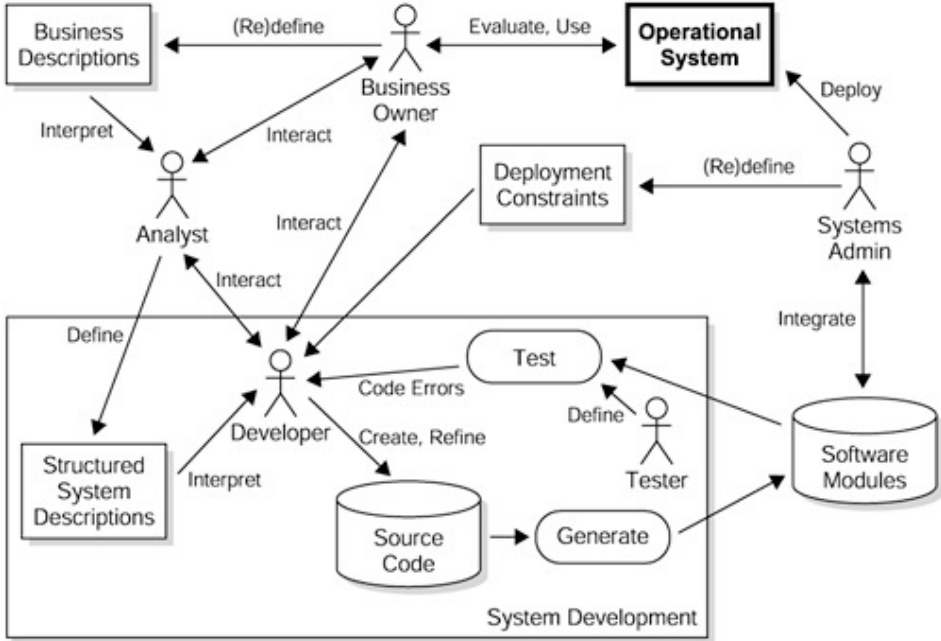 Business
Descriptions
(Re)define
Business
Owner
Evaluate, Use
Operational
System
Deploy
Interpret
Interact
Analyst
Interact
Deployment
Constraints
(Re)define
Systems
Admin
Interact
Define
Integrate
Developer
Code Errors
Test
Define
Tester
Create, Refine
Structured
System
Descriptions
Interpret
Source
Code
Generate
Software
Modules
System Development